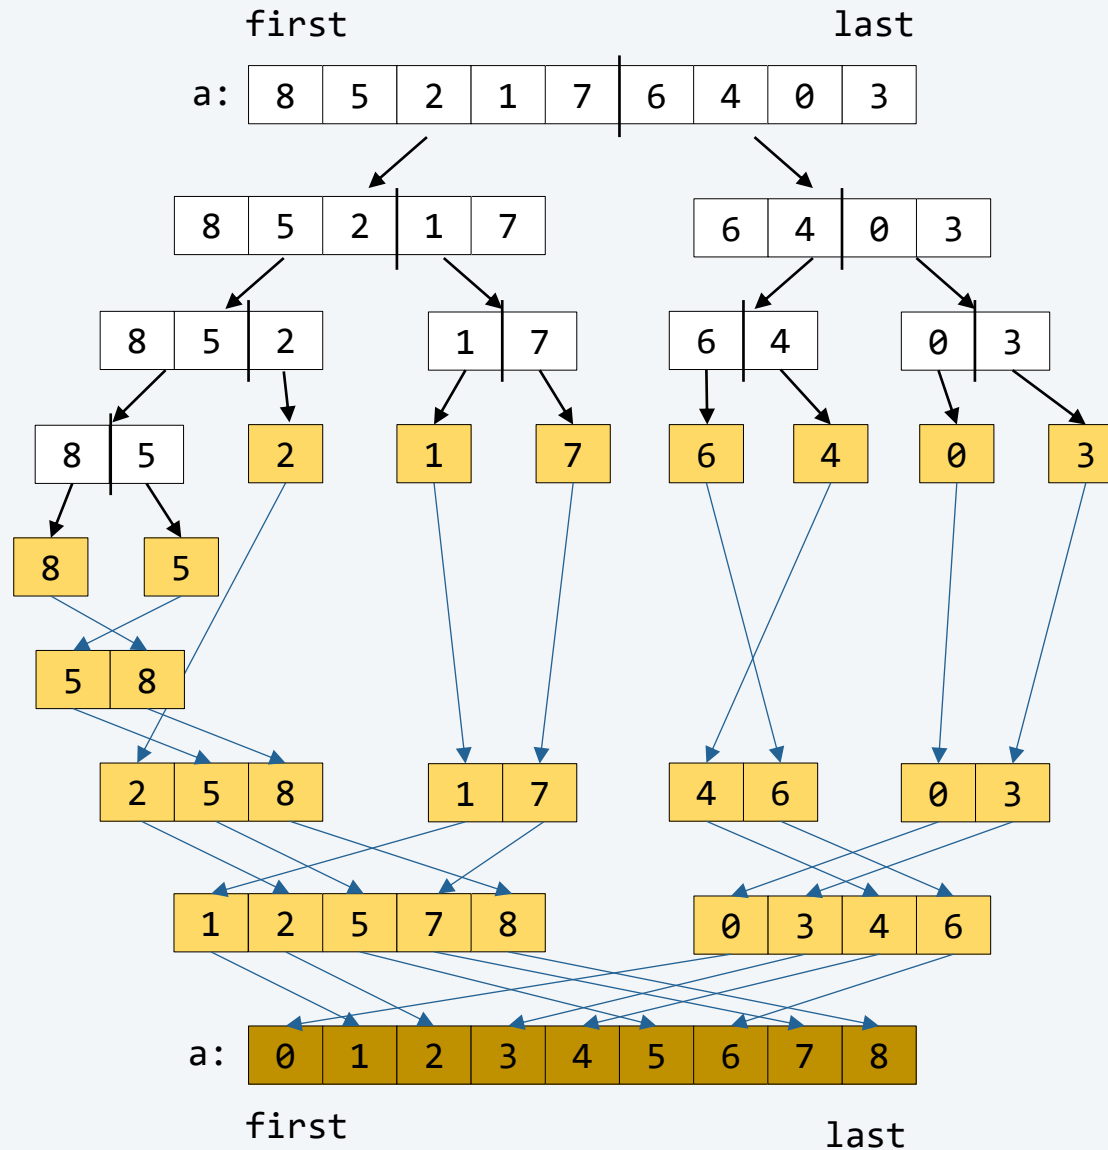 first last
a: 8 5 2 1 7 6 4 0 3
8 5 2 1 7 6 4 0 3
8 5 2 1 7 6 4 0 3
8 5 2 1 7 6 4 0 3
8 5
5 8
2 5 8 1 7 4 6 0 3
1 2 5 7 8 0 3 4 6
a: 0 1 2 3 4 5 6 7 8
first last